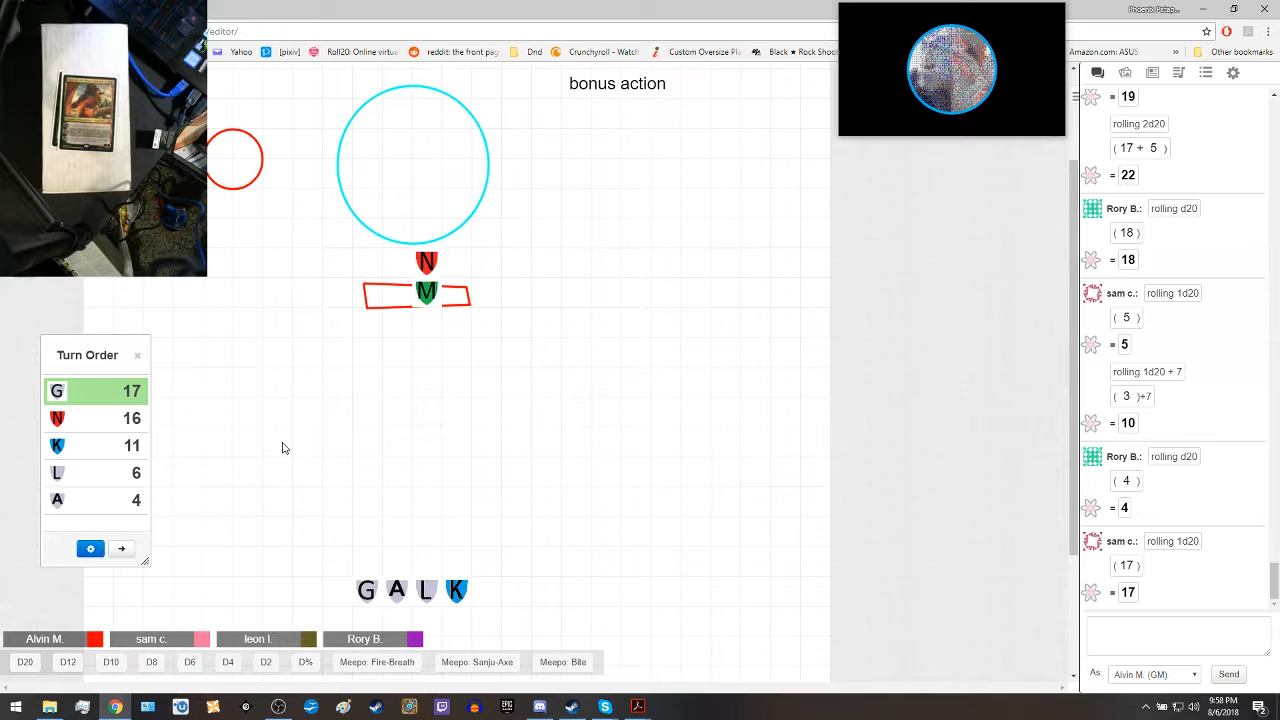 Phoenix Pobo...
editor/
Yahoo
[pixiv]
Roll20: Online virtua
reddit: the front pag
Dnd
Crunchyroll - Watch
Custom Oversize Pla
Black ★ Rock Shoot
Amazon.com ASUS
bonus action
N
M
Turn Order ×
G 17
N 16
K 11
L 6
A 4
G A L K
Alvin M.
sam c.
leon l.
Rory B.
D20
D12
D10
D8
D6
D4
D2
D%
Meepo: Fire-Breath
Meepo: Sanju-Axe
Meepo: Bite
= 19
rolling 2d20
( 17 + 5 )
= 22
Rory B.: rolling d20
( 18 )
= 18
sam c.: rolling 1d20
( 5 )
= 5
rolling 1d20 + 7
( 3 )+7
= 10
Rory B.: rolling d20
( 4 )
= 4
sam c.: rolling 1d20
( 17 )
= 17
As: Alvin M. (GM) Send
EPIC
9:58 PM
8/6/2018